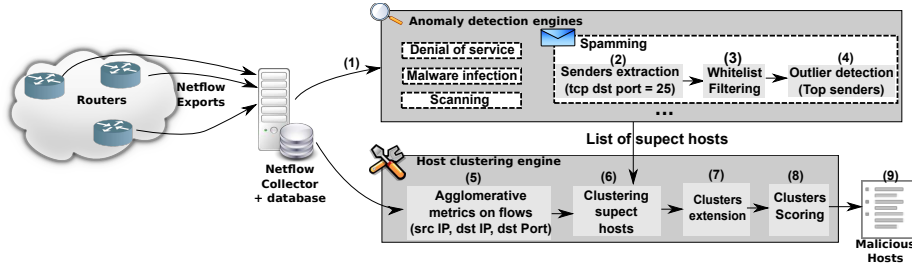 Anomaly detection engines
(1)
Denial of service
Malware infection
Scanning
Spamming
(2)
Senders extraction
(tcp dst port = 25)
(3)
Whitelist
Filtering
(4)
Outlier detection
(Top senders)
...
Routers
Netflow
Exports
Netflow
Collector
+ database
List of supect hosts
Host clustering engine
(5)
Agglomerative
metrics on flows
(src IP, dst IP, dst Port)
(6)
Clustering
supect
hosts
(7)
Clusters
extension
(8)
Clusters
Scoring
(9)
Malicious
Hosts